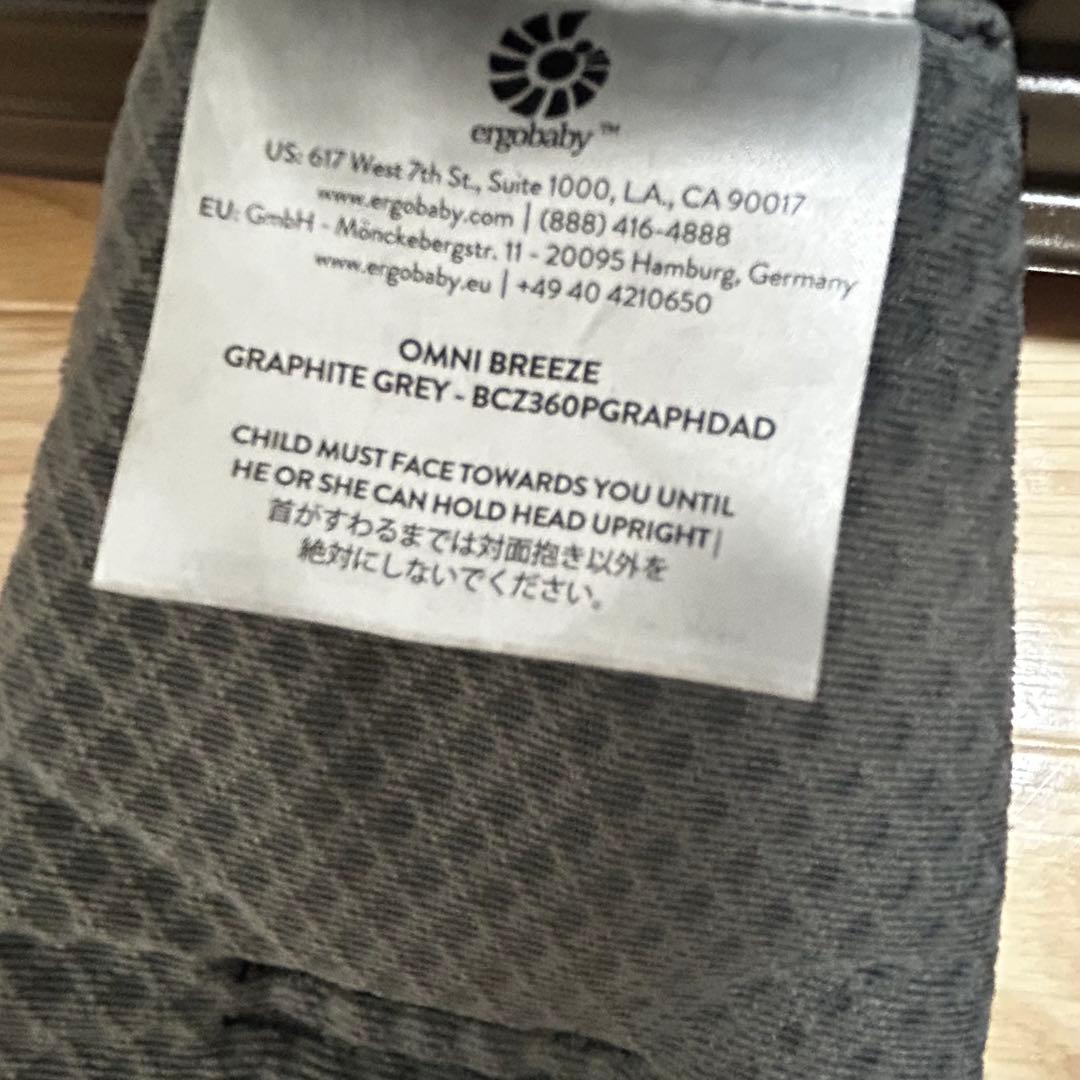 ergobaby™
US: 617 West 7th St., Suite 1000, LA., CA 90017
www.ergobaby.com | (888) 416-4888
EU: GmbH - Mönckebergstr. 11 - 20095 Hamburg, Germany
www.ergobaby.eu | +49 40 4210650
OMNI BREEZE
GRAPHITE GREY - BCZ360PGRAPHDAD
CHILD MUST FACE TOWARDS YOU UNTIL
HE OR SHE CAN HOLD HEAD UPRIGHT |
首がすわるまでは対面抱き以外を
絶対にしないでください。